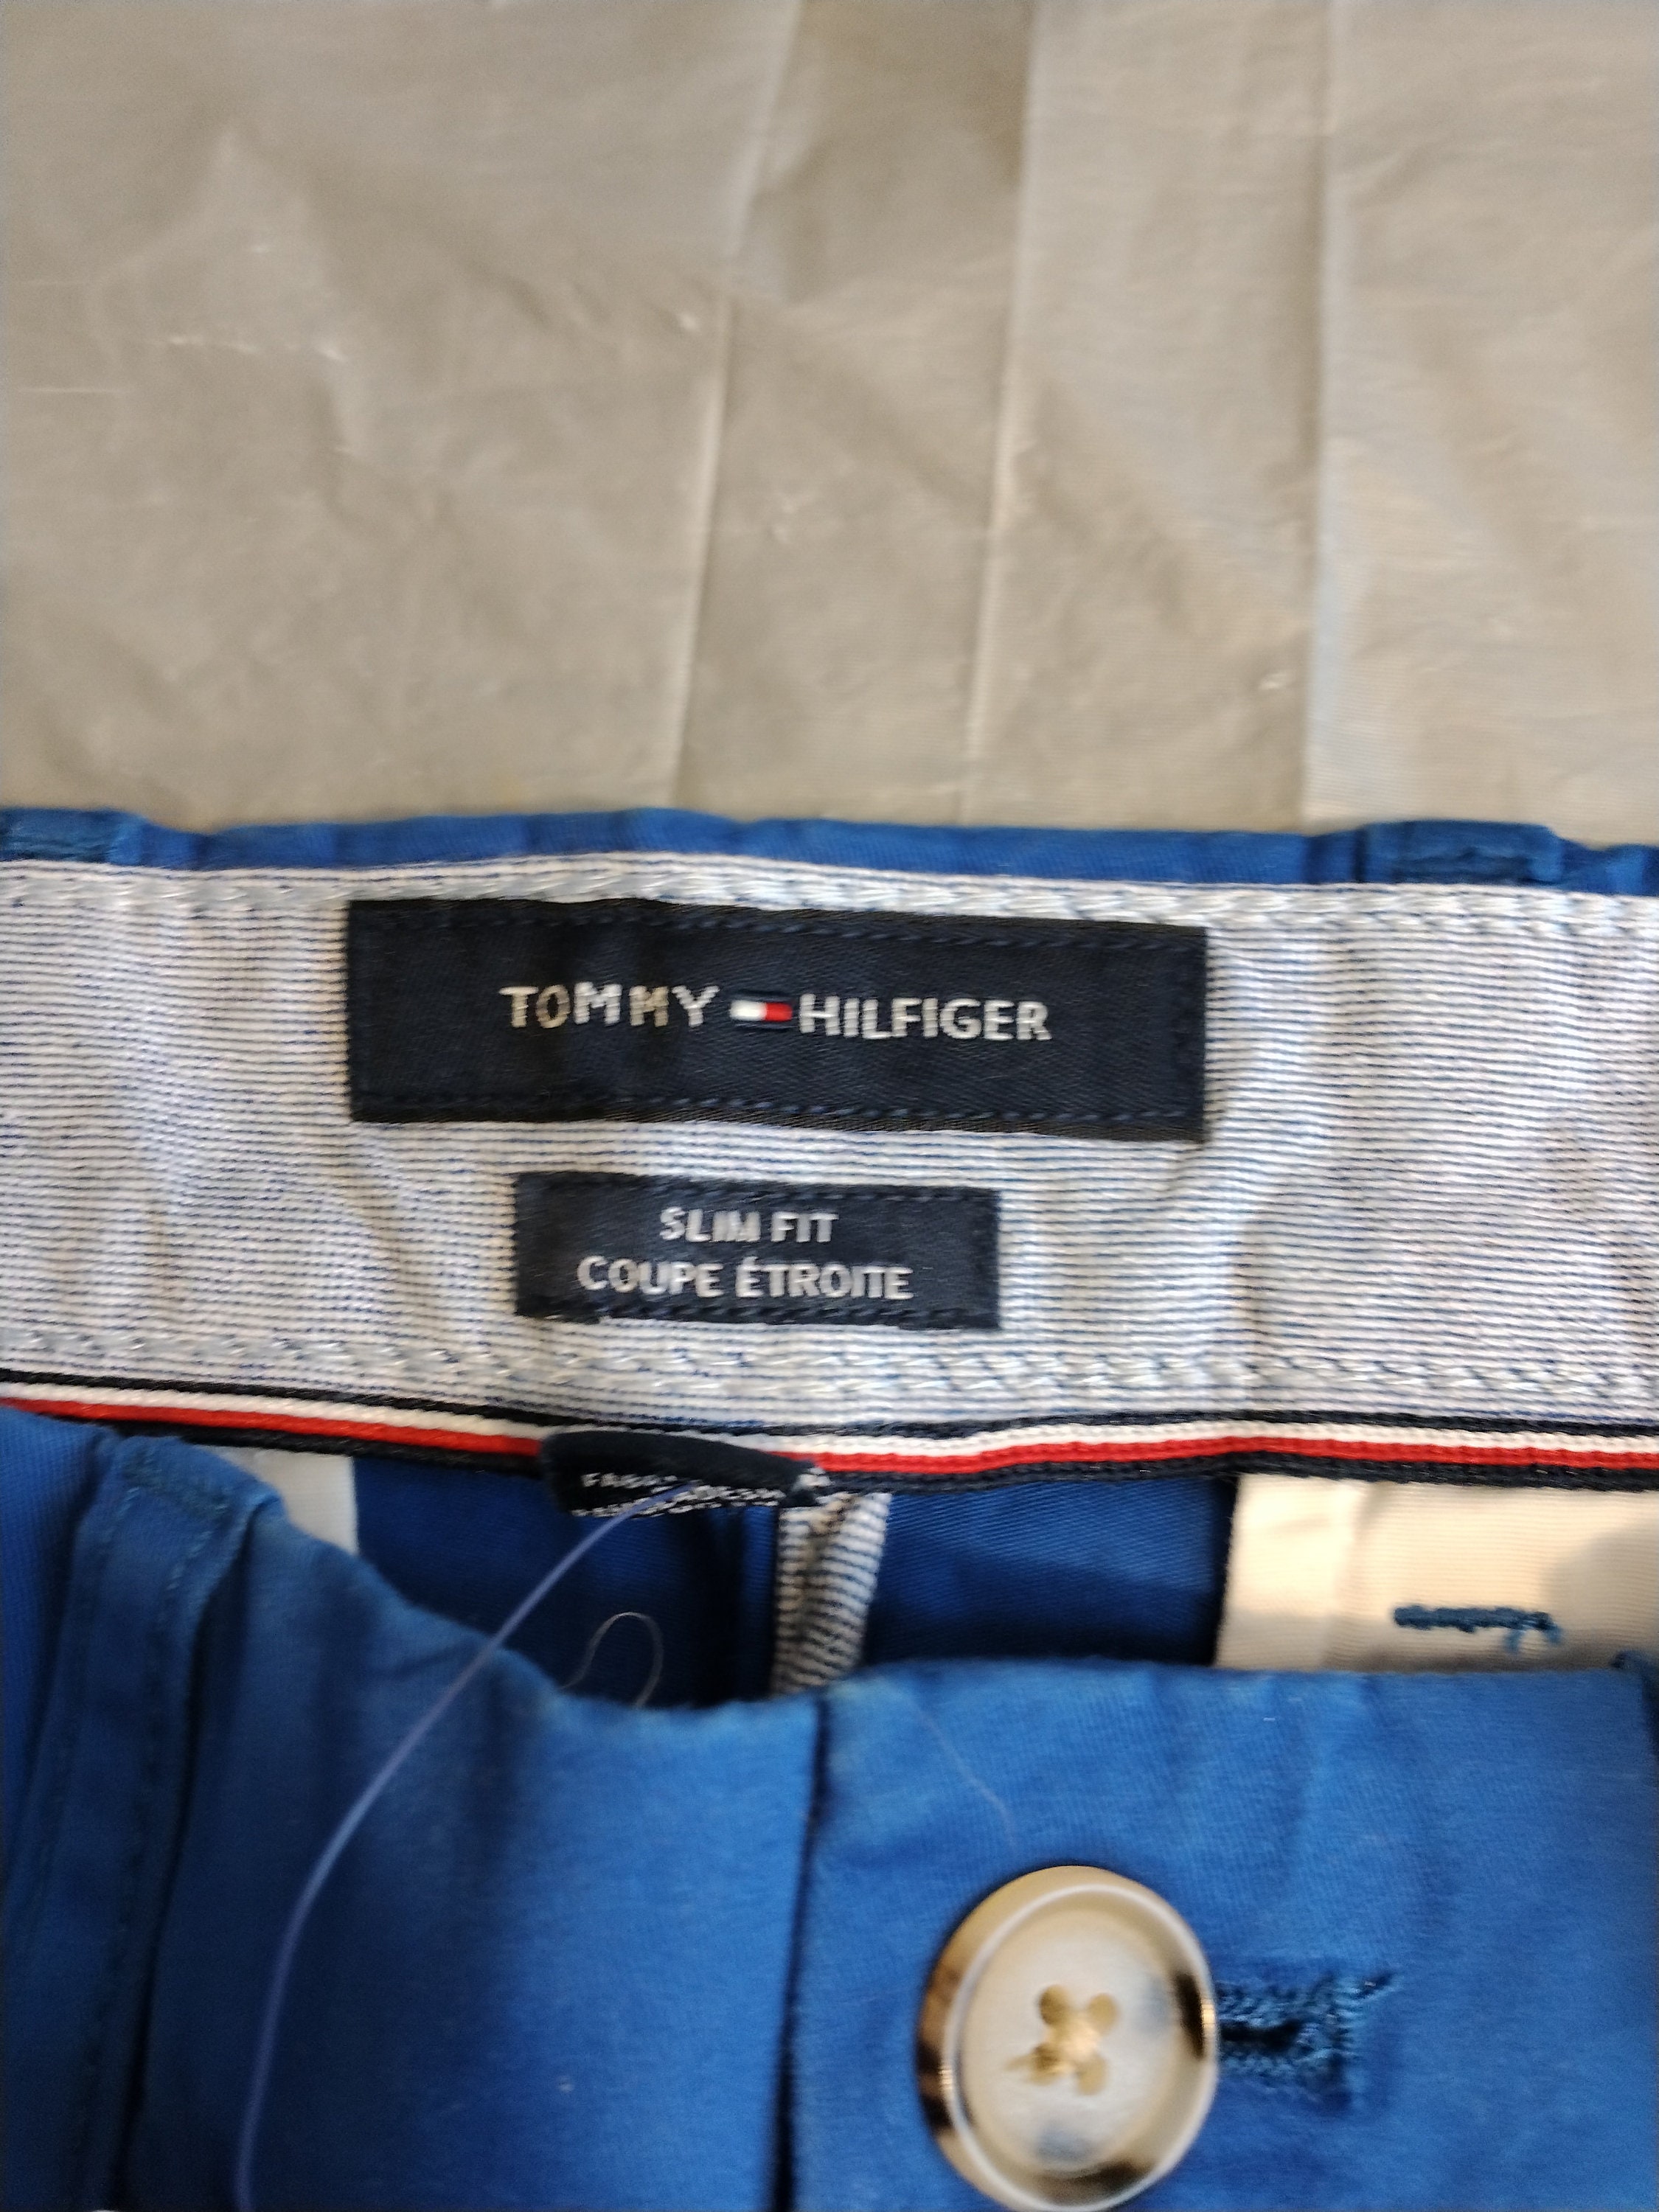 TOMMY HILFIGER
SLIM FIT
COUPE ÉTROITE